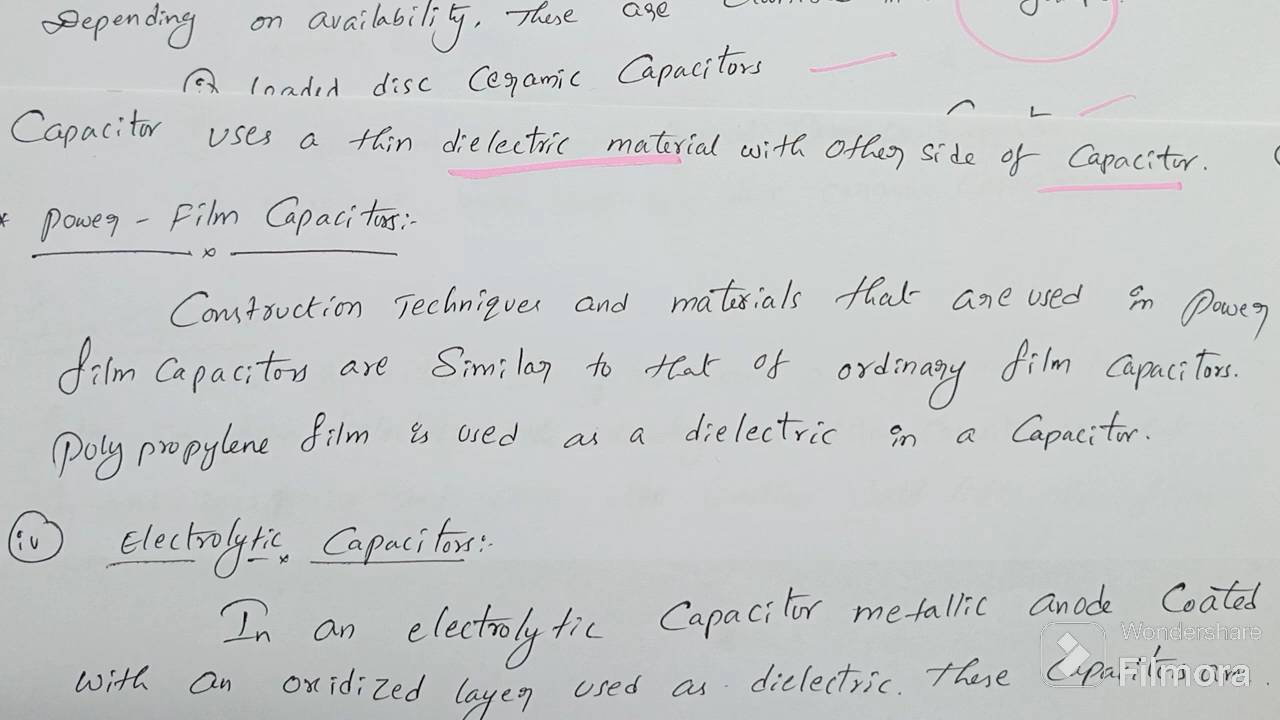 Depending on availability, These are
(a) loaded disc Ceramic Capacitors
Capacitor uses a thin dielectric material with other side of Capacitor.
* Power - Film Capacitors:-
Construction Techniques and materials that are used in Power
film Capacitors are Similar to that of ordinary film Capacitors.
Poly propylene film is used as a dielectric in a Capacitor.
(iv) Electrolytic Capacitors:-
In an electrolytic Capacitor metallic anode Coated
with an oxidized layer used as dielectric. These Capacitors are
Wondershare
Filmora